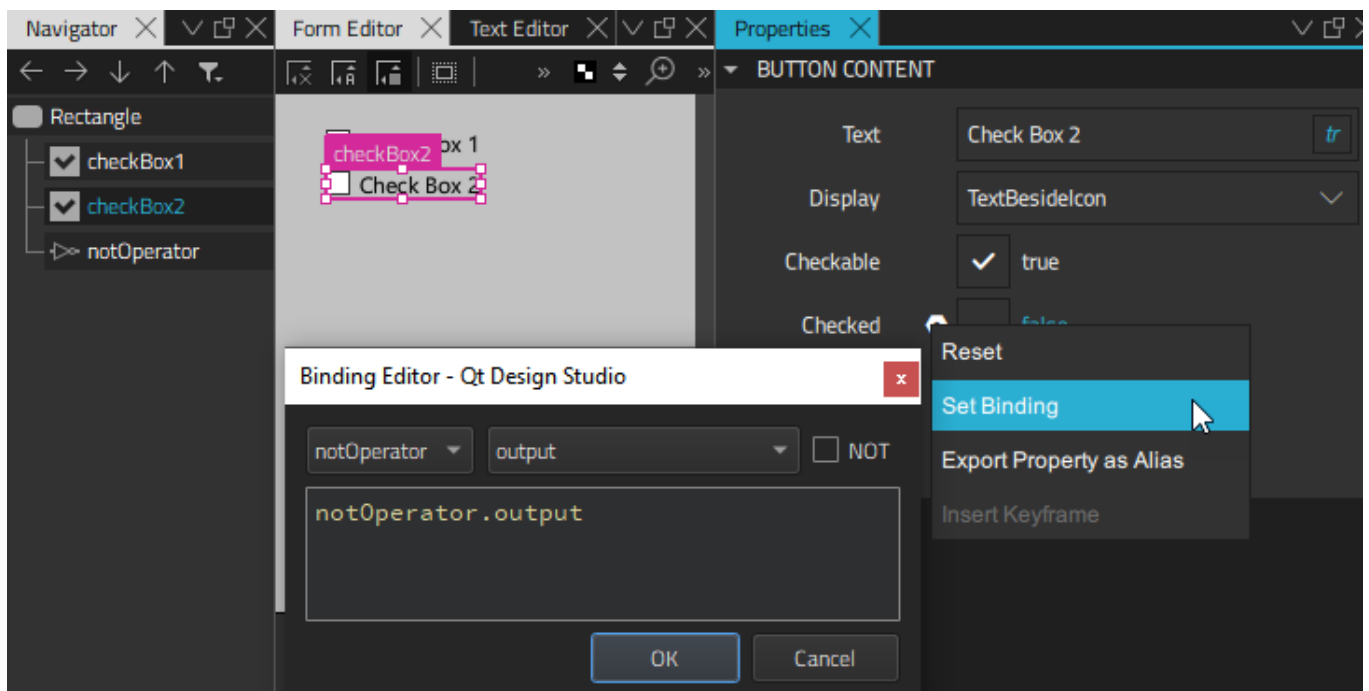 Navigator
Form Editor
Text Editor
Properties
BUTTON CONTENT
Rectangle
checkBox1
checkBox2
notOperator
checkBox2
ox 1
Check Box 2
Text
Check Box 2
tr
Display
TextBesideIcon
Checkable
true
Checked
false
Reset
Set Binding
Export Property as Alias
Insert Keyframe
Binding Editor - Qt Design Studio
x
notOperator
output
NOT
notOperator.output
OK
Cancel